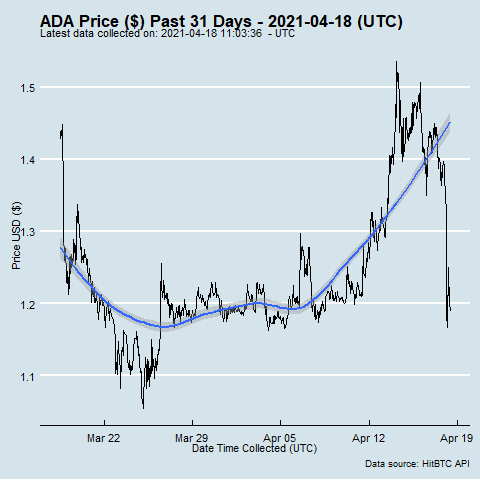 ADA Price ($) Past 31 Days - 2021-04-18 (UTC)
Latest data collected on: 2021-04-18 11:03:36  - UTC
1.5
1.4
1.3
1.2
1.1
Price USD ($)
Mar 22
Mar 29
Apr 05
Apr 12
Apr 19
Date Time Collected (UTC)
Data source: HitBTC API